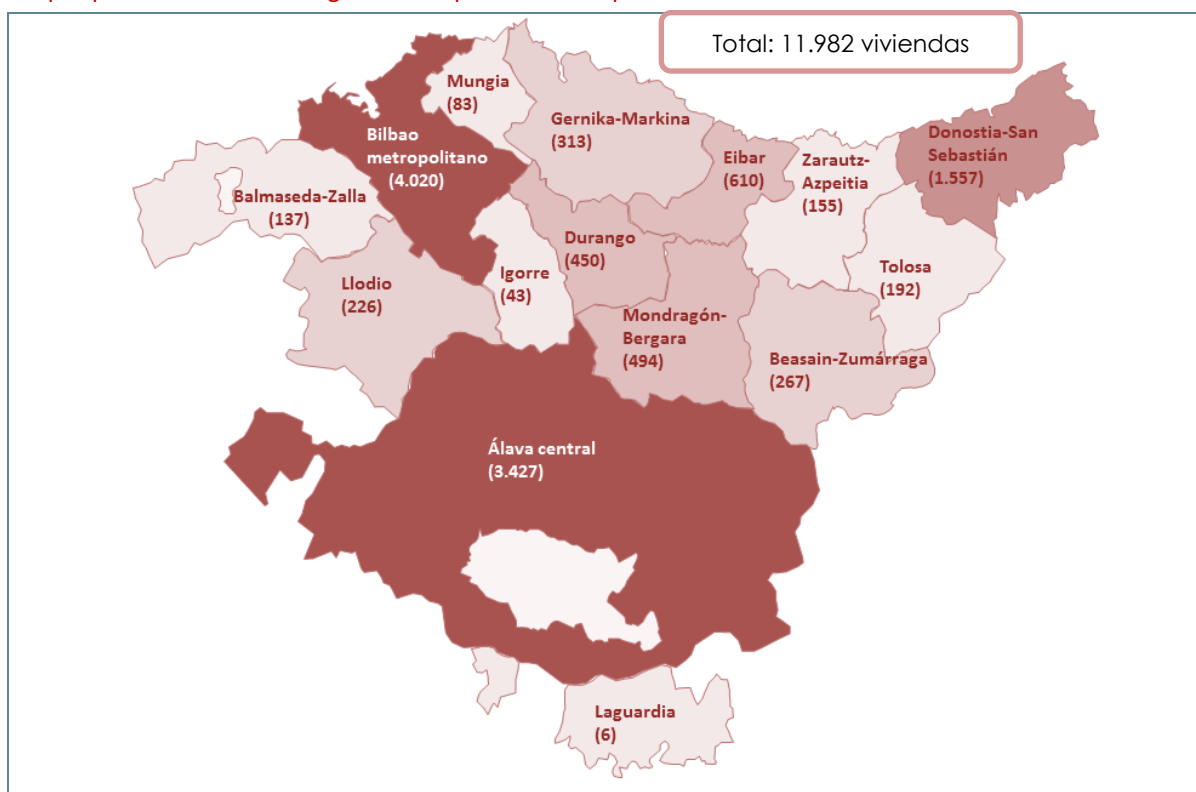 Total: 11.982 viviendas
Mungia
(83)
Gernika-Markina
(313)
Bilbao
metropolitano
(4.020)
Eibar
(610)
Zarautz-
Azpeitia
(155)
Donostia-San
Sebastián
(1.557)
Balmaseda-Zalla
(137)
Durango
(450)
Igorre
(43)
Tolosa
(192)
Llodio
(226)
Mondragón-
Bergara
(494)
Beasain-Zumárraga
(267)
Álava central
(3.427)
Laguardia
(6)